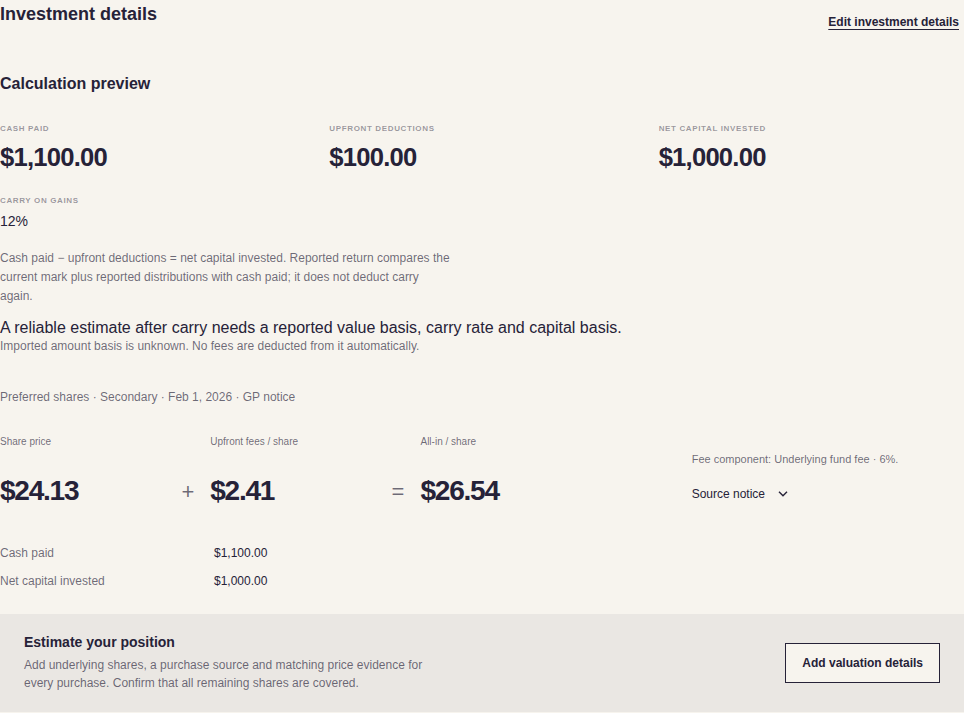 Investment details
Edit investment details
Calculation preview
CASH PAID
UPFRONT DEDUCTIONS
NET CAPITAL INVESTED
$1,100.00
$100.00
$1,000.00
CARRY ON GAINS
12%
Cash paid − upfront deductions = net capital invested. Reported return compares the
current mark plus reported distributions with cash paid; it does not deduct carry
again.
A reliable estimate after carry needs a reported value basis, carry rate and capital basis.
Imported amount basis is unknown. No fees are deducted from it automatically.
Preferred shares · Secondary · Feb 1, 2026 · GP notice
Share price
Upfront fees / share
All-in / share
$24.13
+
$2.41
=
$26.54
Fee component: Underlying fund fee · 6%.
Source notice
Cash paid
$1,100.00
Net capital invested
$1,000.00
Estimate your position
Add underlying shares, a purchase source and matching price evidence for
every purchase. Confirm that all remaining shares are covered.
Add valuation details